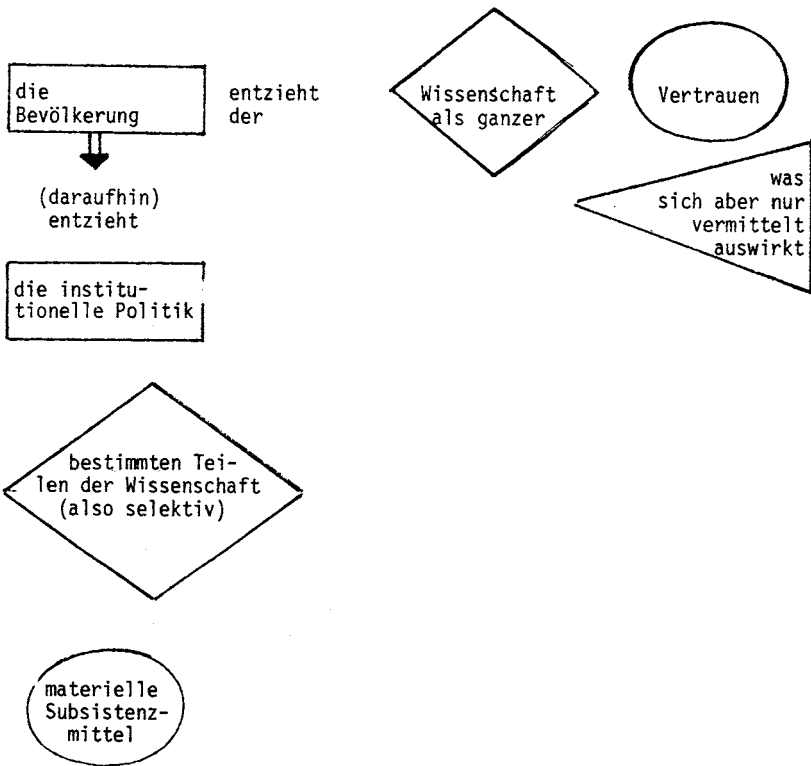 die
Bevölkerung
entzieht
der
Wissenschaft
als ganzer
Vertrauen
was
sich aber nur
vermittelt
auswirkt
(daraufhin)
entzieht
die institu-
tionelle Politik
bestimmten Tei-
len der Wissenschaft
(also selektiv)
materielle
Subsistenz-
mittel